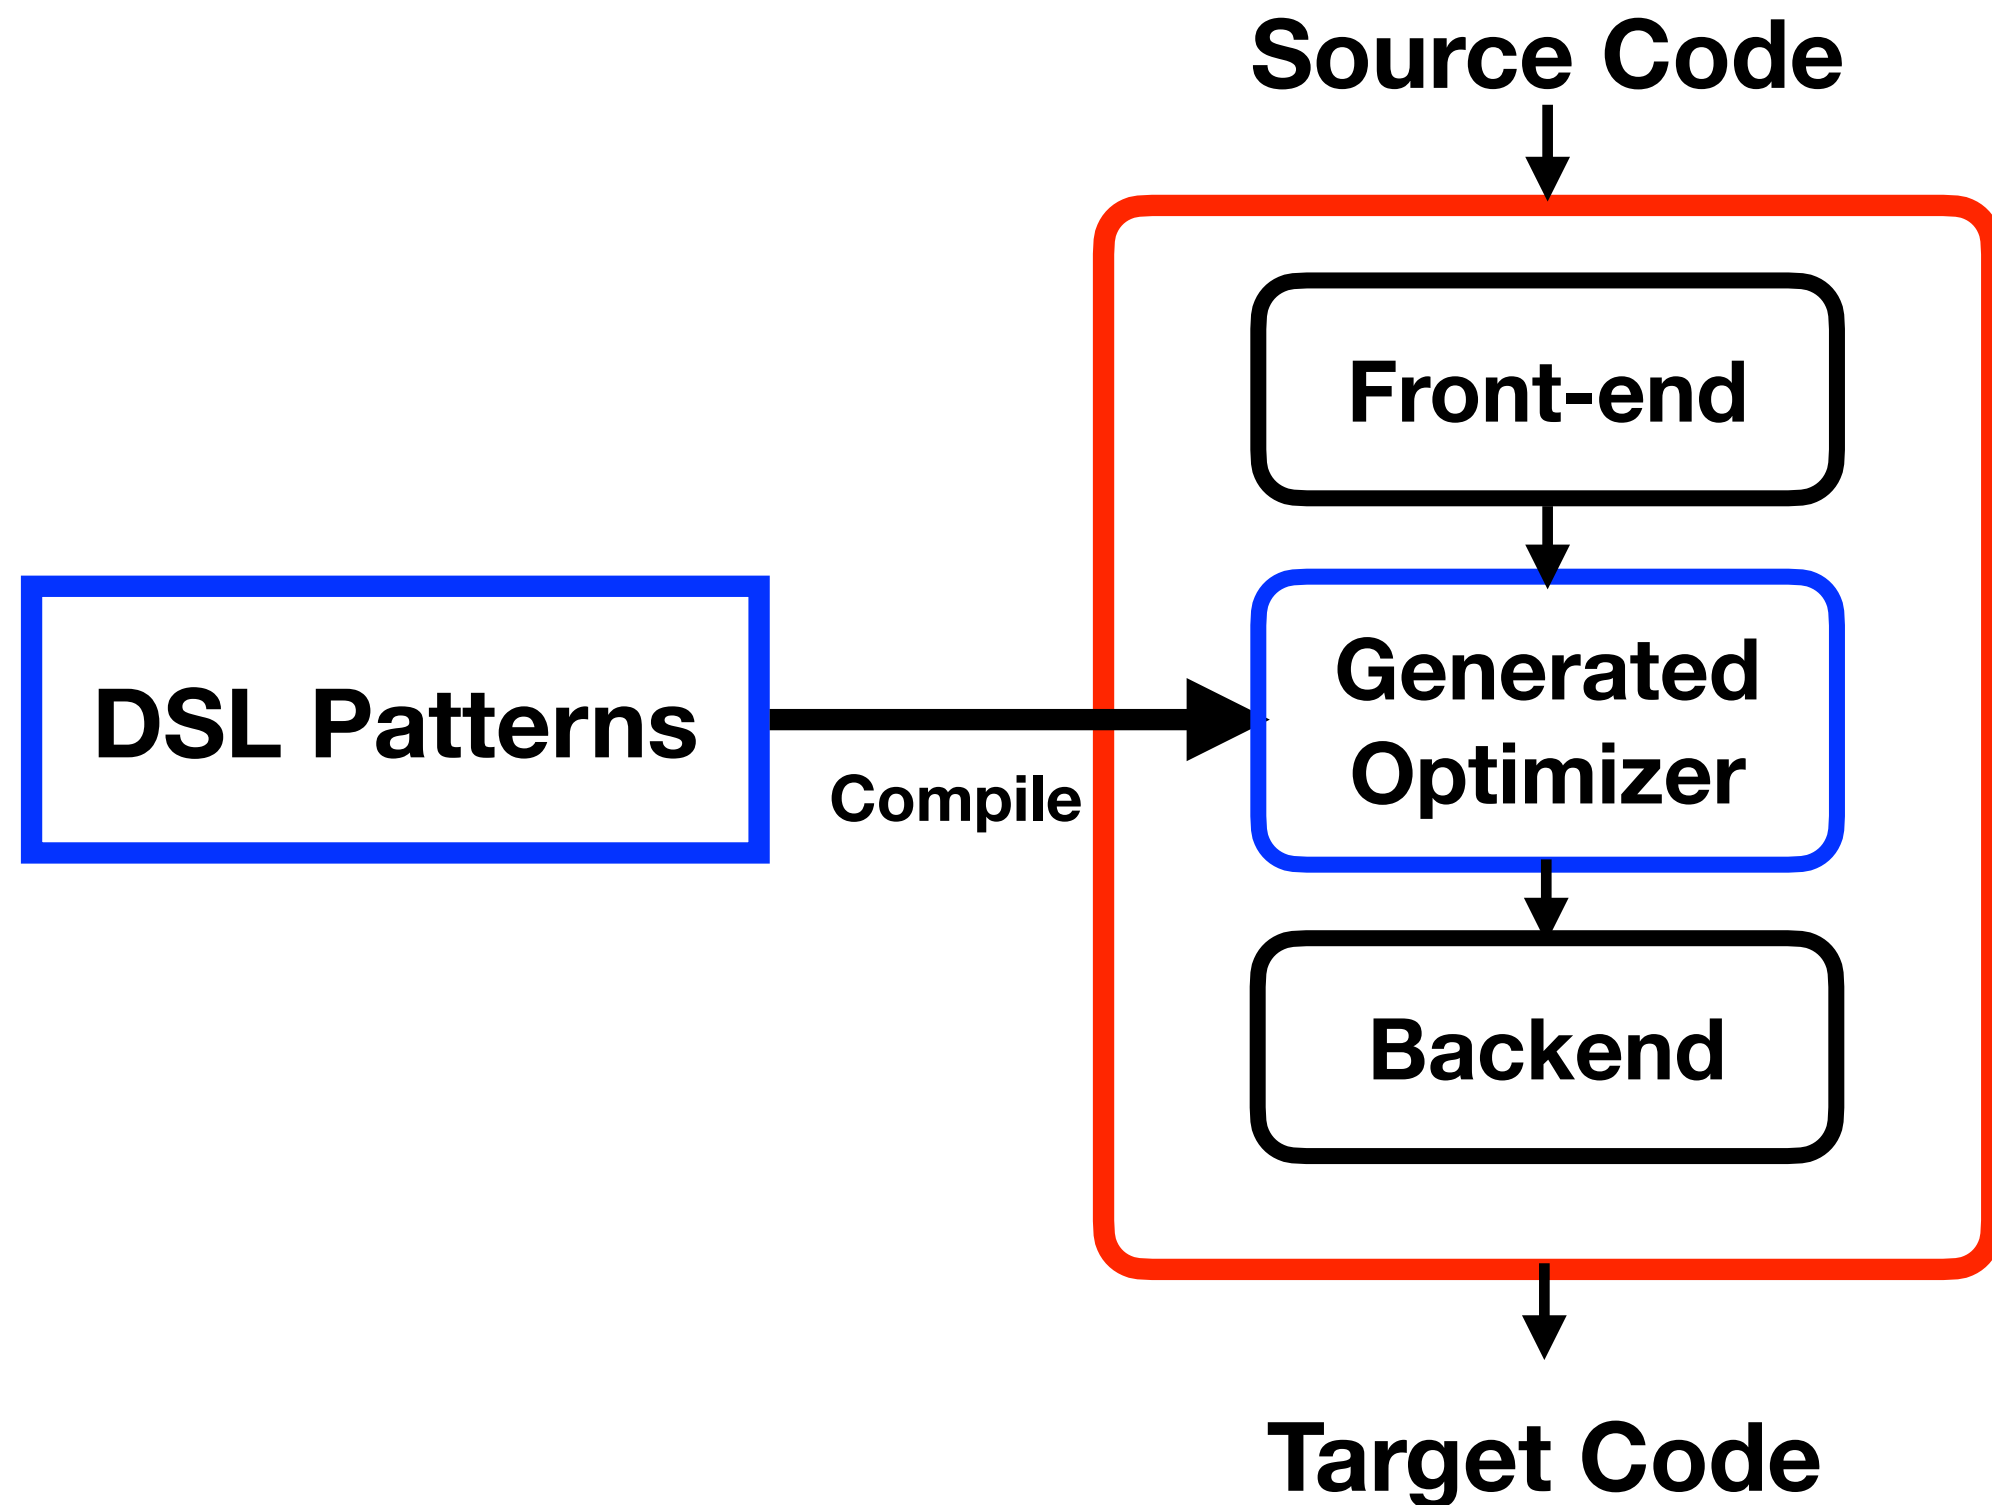 Source Code
Front-end
DSL Patterns
Compile
Generated
Optimizer
Backend
Target Code